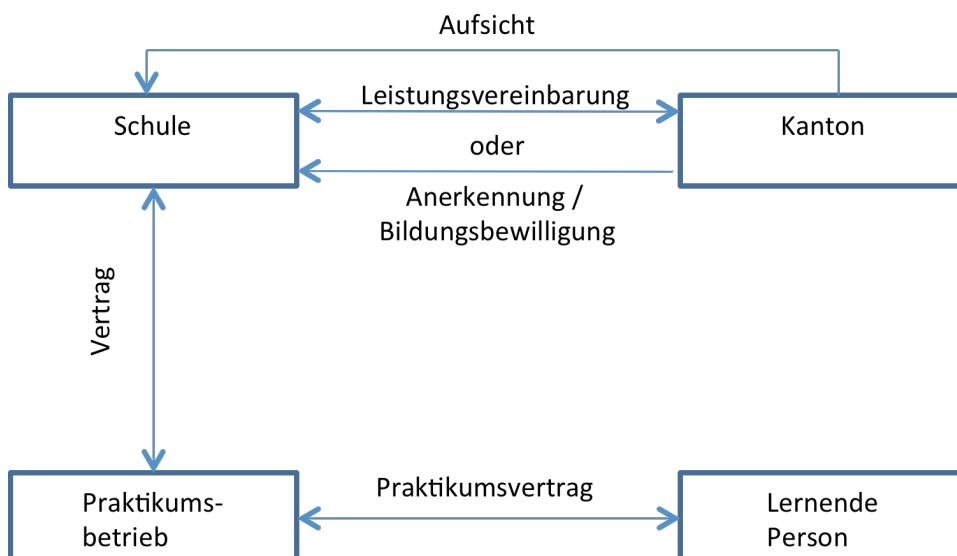 Aufsicht
Schule
Leistungsvereinbarung
Kanton
oder
Anerkennung /
Bildungsbewilligung
Vertrag
Praktikums-
betrieb
Praktikumsvertrag
Lernende
Person